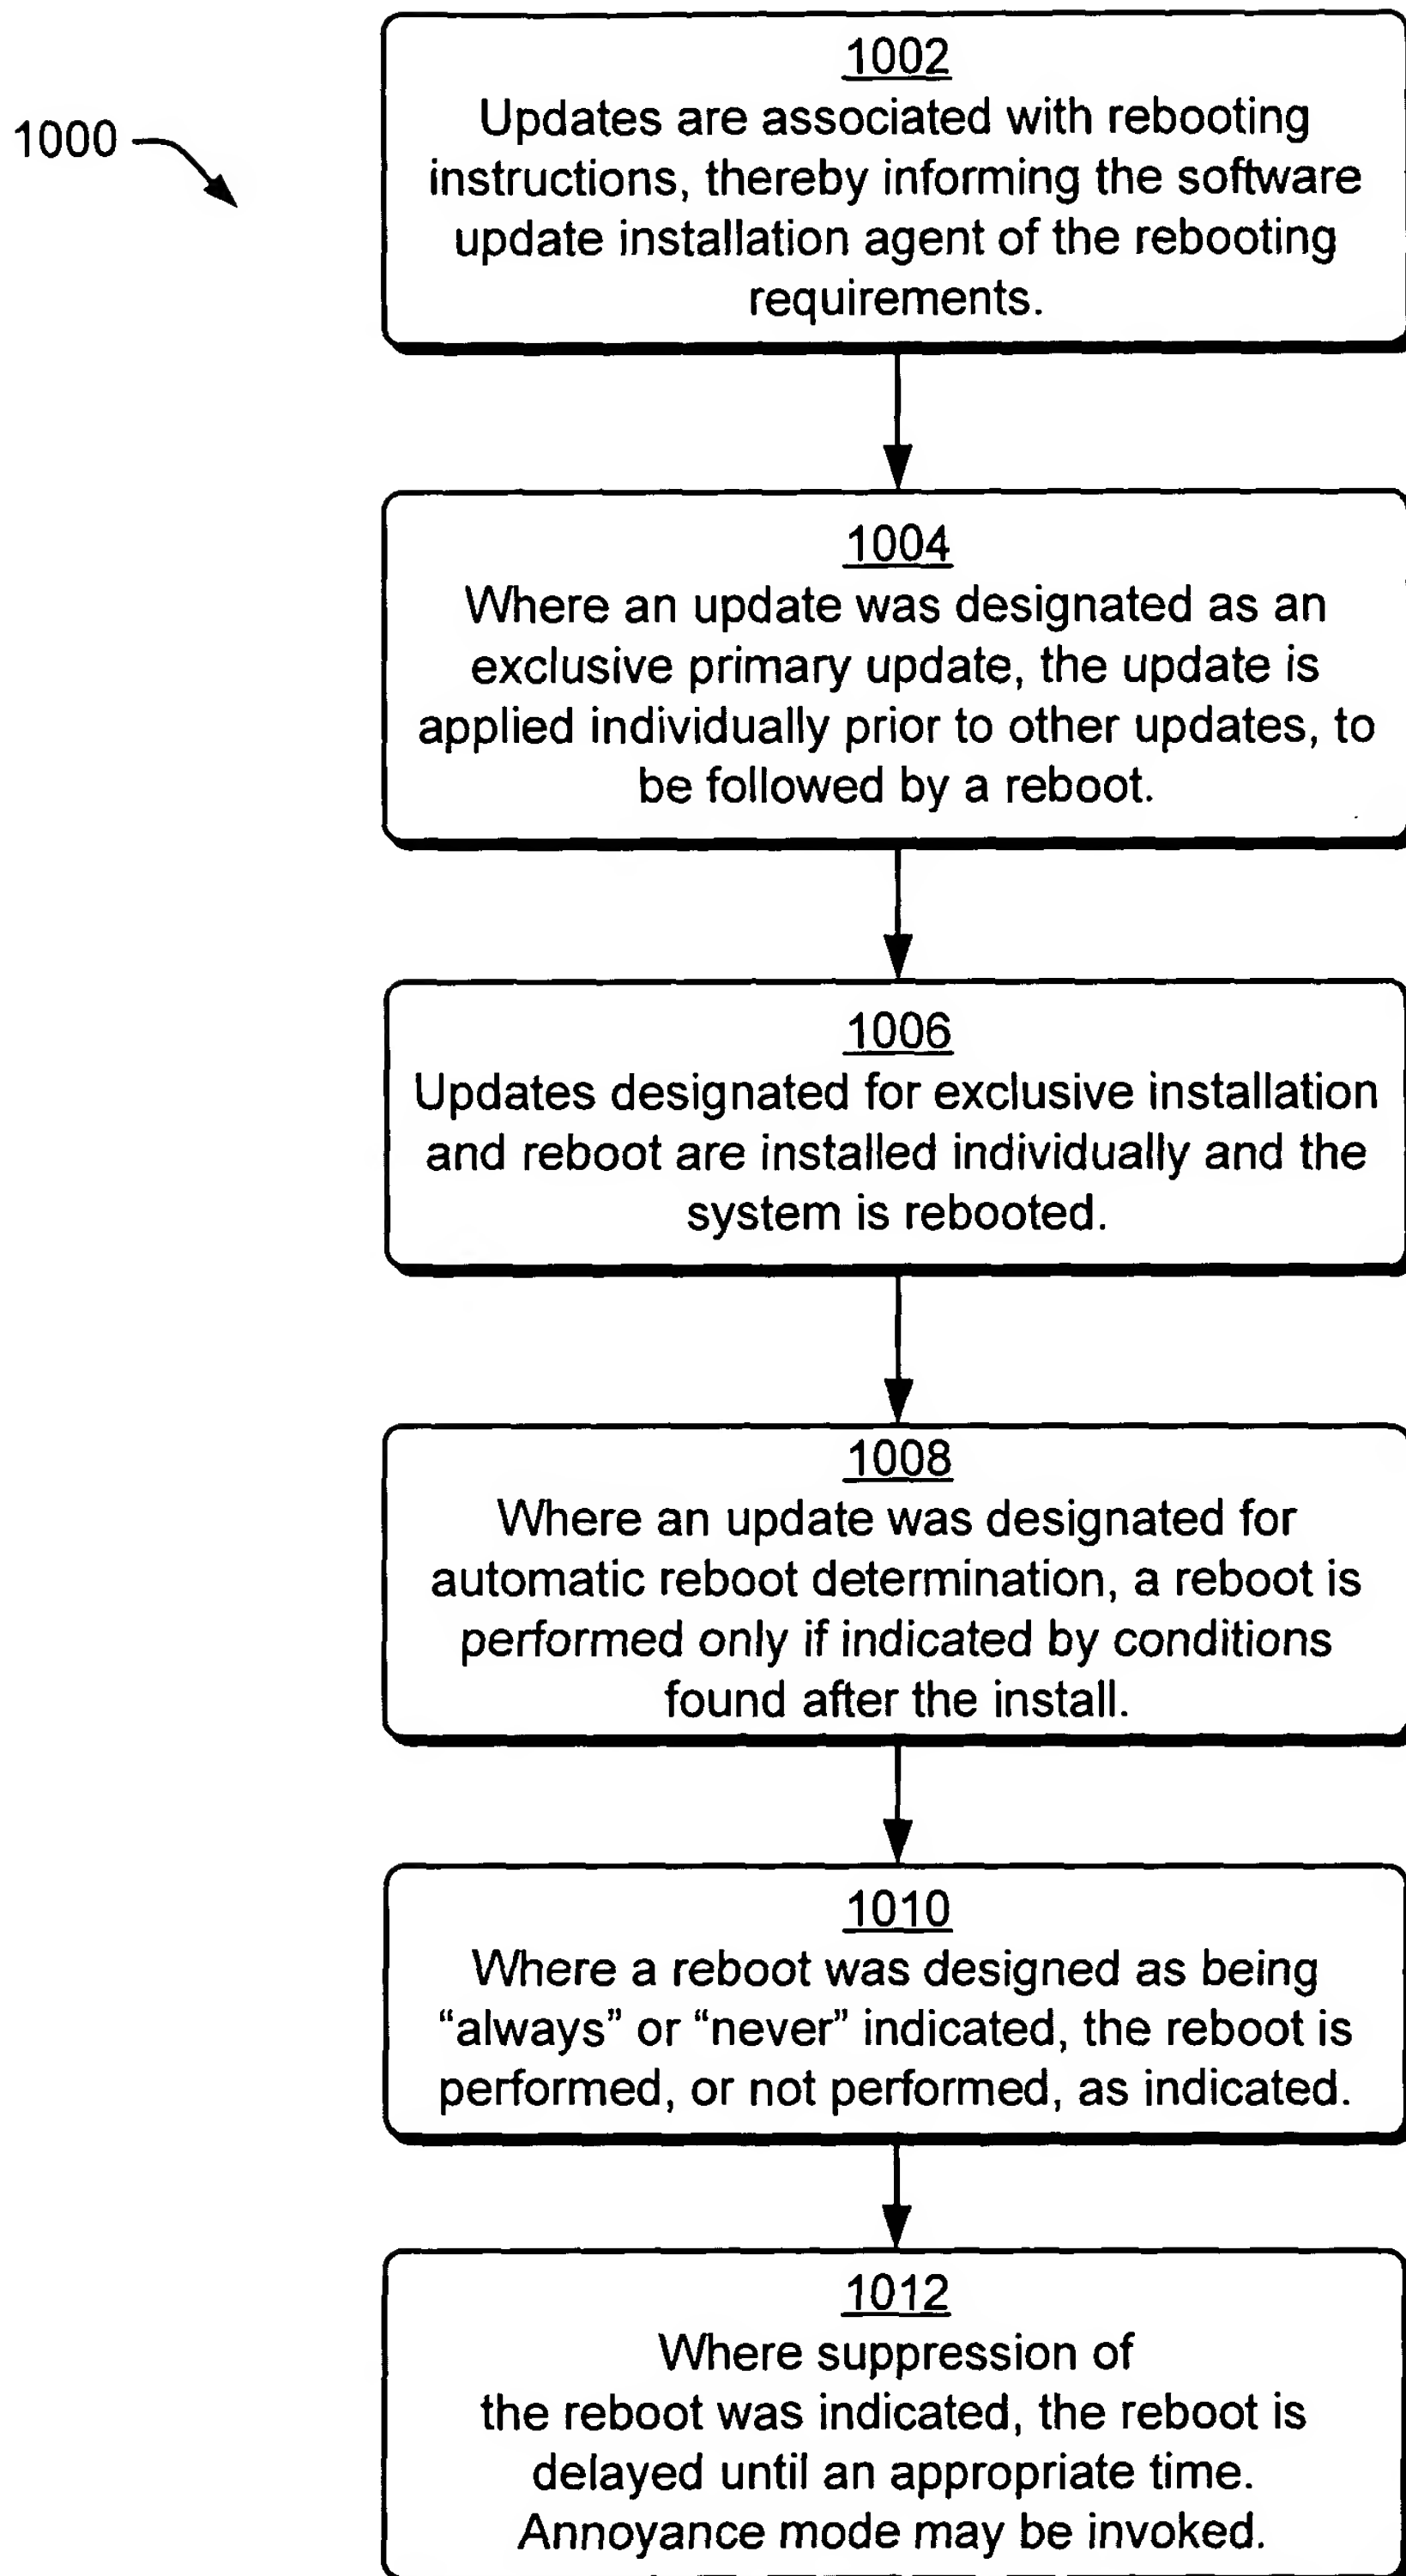 1000
1002
Updates are associated with rebooting
instructions, thereby informing the software
update installation agent of the rebooting
requirements.
1004
Where an update was designated as an
exclusive primary update, the update is
applied individually prior to other updates, to
be followed by a reboot.
1006
Updates designated for exclusive installation
and reboot are installed individually and the
system is rebooted.
1008
Where an update was designated for
automatic reboot determination, a reboot is
performed only if indicated by conditions
found after the install.
1010
Where a reboot was designed as being
“always” or “never” indicated, the reboot is
performed, or not performed, as indicated.
1012
Where suppression of
the reboot was indicated, the reboot is
delayed until an appropriate time.
Annoyance mode may be invoked.